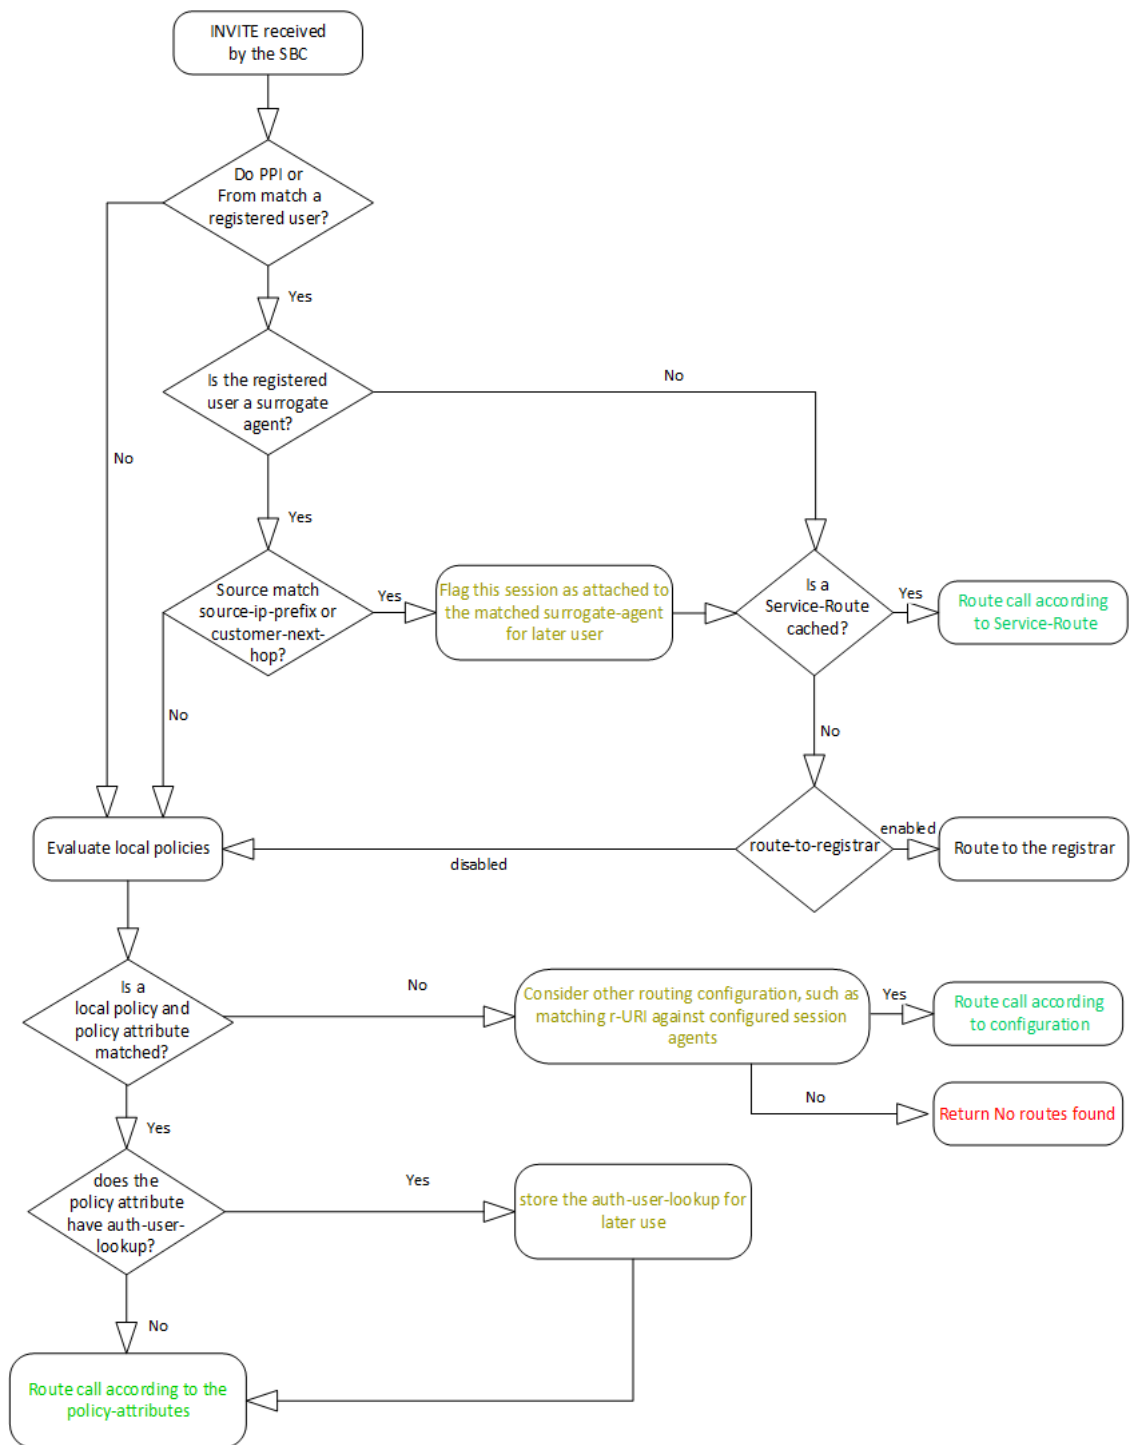 INVITE received
by the SBC
Do PPI or
From match a
registered user?
Yes
No
Is the registered
user a surrogate
agent?
No
Yes
Source match
source-ip-prefix or
customer-next-
hop?
Yes
Flag this session as attached to
the matched surrogate-agent
for later user
Is a
Service-Route
cached?
Yes
Route call according
to Service-Route
No
No
Evaluate local policies
disabled
route-to-registrar
enabled
Route to the registrar
Is a
local policy and
policy attribute
matched?
No
Consider other routing configuration, such as
matching r-URI against configured session
agents
Yes
Route call according
to configuration
No
Return No routes found
Yes
does the
policy attribute
have auth-user-
lookup?
Yes
store the auth-user-lookup for
later use
No
Route call according to the
policy-attributes